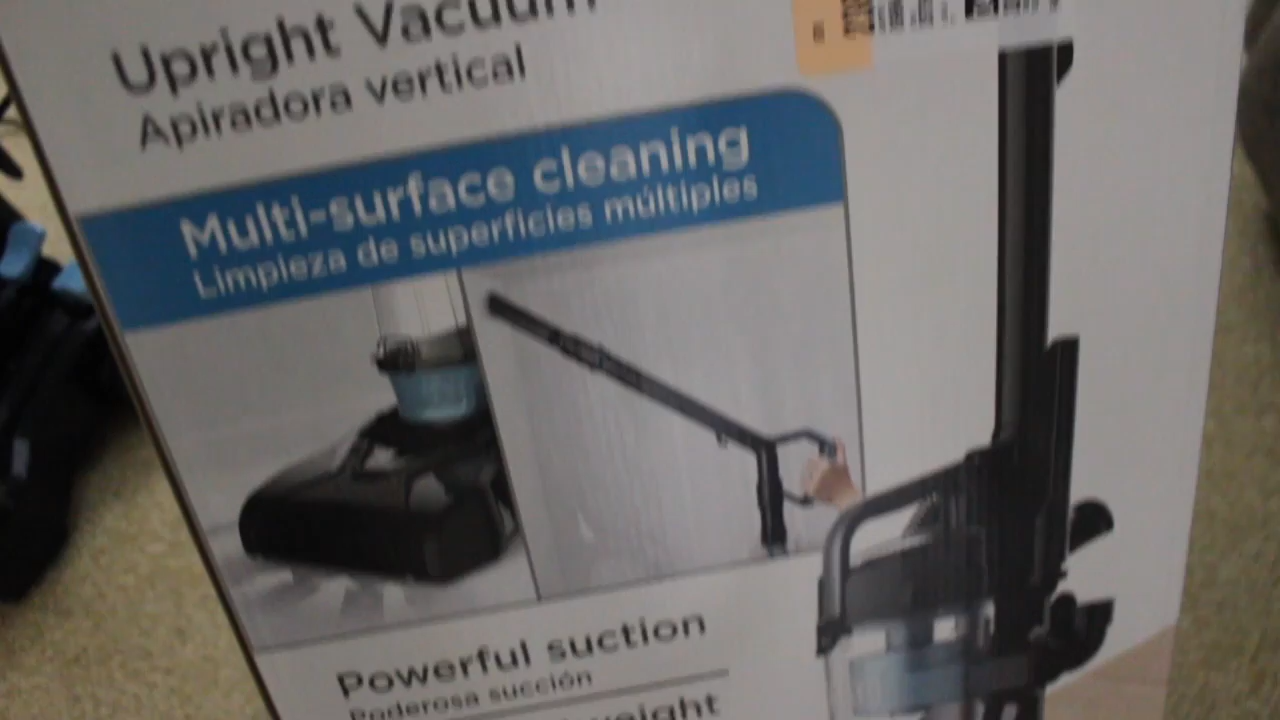 Upright Vacuum
Apiradora vertical
Multi-surface cleaning
Limpieza de superficies múltiples
Powerful suction
Poderosa succión